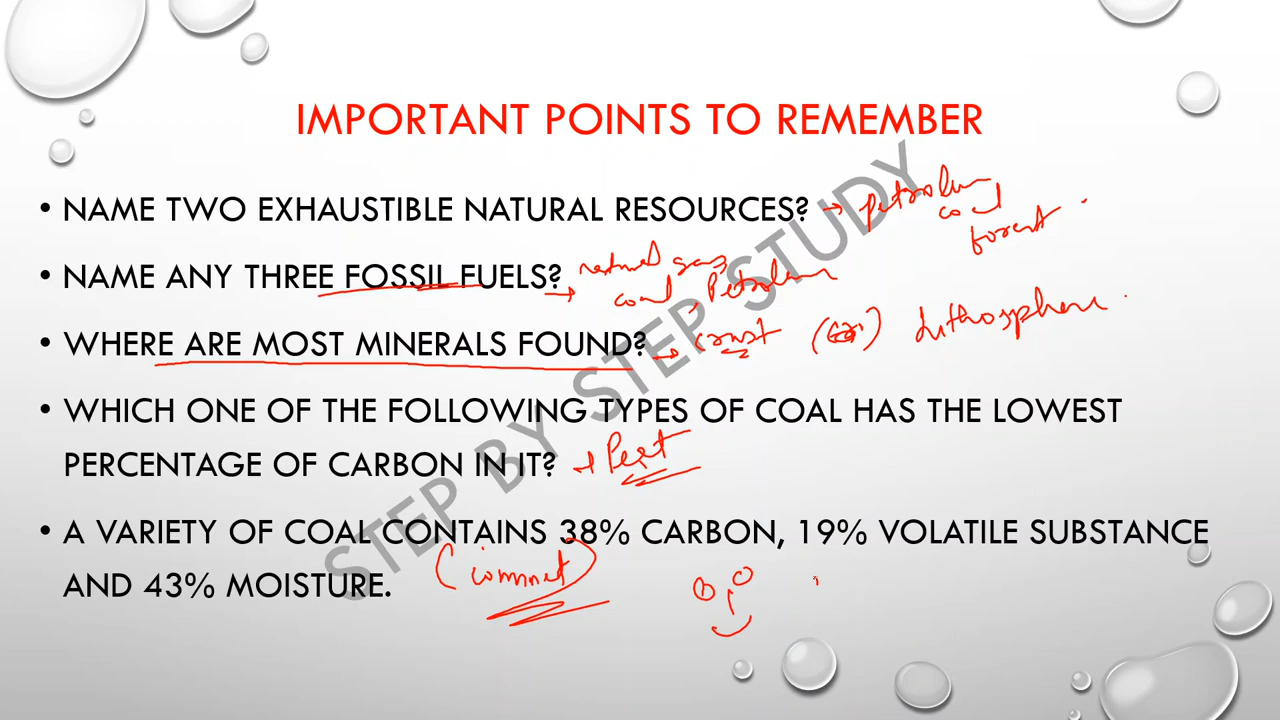 IMPORTANT POINTS TO REMEMBER
• NAME TWO EXHAUSTIBLE NATURAL RESOURCES? → petroleum
coal
forest
• NAME ANY THREE FOSSIL FUELS? → natural gas
coal, Petroleum
• WHERE ARE MOST MINERALS FOUND? → crust (or) Lithosphere
• WHICH ONE OF THE FOLLOWING TYPES OF COAL HAS THE LOWEST
PERCENTAGE OF CARBON IN IT? → Peat
• A VARIETY OF COAL CONTAINS 38% CARBON, 19% VOLATILE SUBSTANCE
AND 43% MOISTURE.
STEP BY STEP STUDY